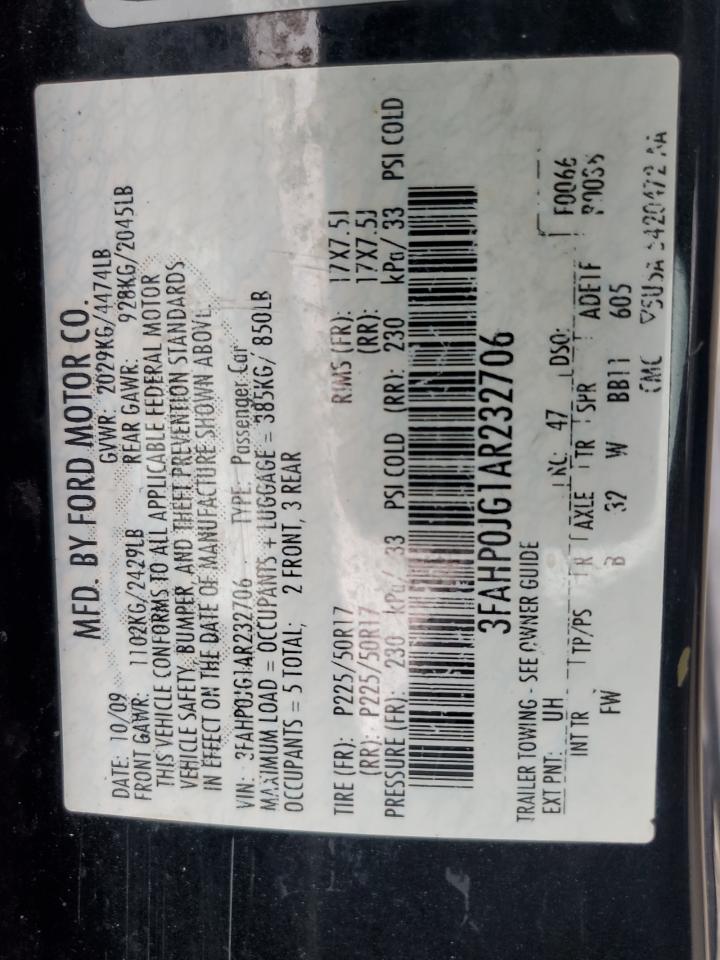 MFD. BY FORD MOTOR CO.
DATE: 10/09 GVWR: 2029KG/4474LB
FRONT GAWR: 1102KG/2429LB REAR GAWR: 928KG/2045LB
THIS VEHICLE CONFORMS TO ALL APPLICABLE FEDERAL MOTOR
VEHICLE SAFETY, BUMPER, AND THEFT PREVENTION STANDARDS
IN EFFECT ON THE DATE OF MANUFACTURE SHOWN ABOVE.
VIN: 3FAHP0JG1AR232706 TYPE: Passenger Car
MAXIMUM LOAD = OCCUPANTS + LUGGAGE = 385KG/ 850LB
OCCUPANTS = 5 TOTAL; 2 FRONT, 3 REAR
TIRE (FR): P225/50R17 RIMS (FR): 17X7.5J
(RR): P225/50R17 (RR): 17X7.5J
PRESSURE (FR): 230 kPa/ 33 PSI COLD (RR): 230 kPa/ 33 PSI COLD
3FAHP0JG1AR232706
TRAILER TOWING - SEE OWNER GUIDE
EXT PNT: UH NC: 47 DSO: F0066
INT TR TP/PS R AXLE TR SPR ADETF
FW B 32 W BB11 605